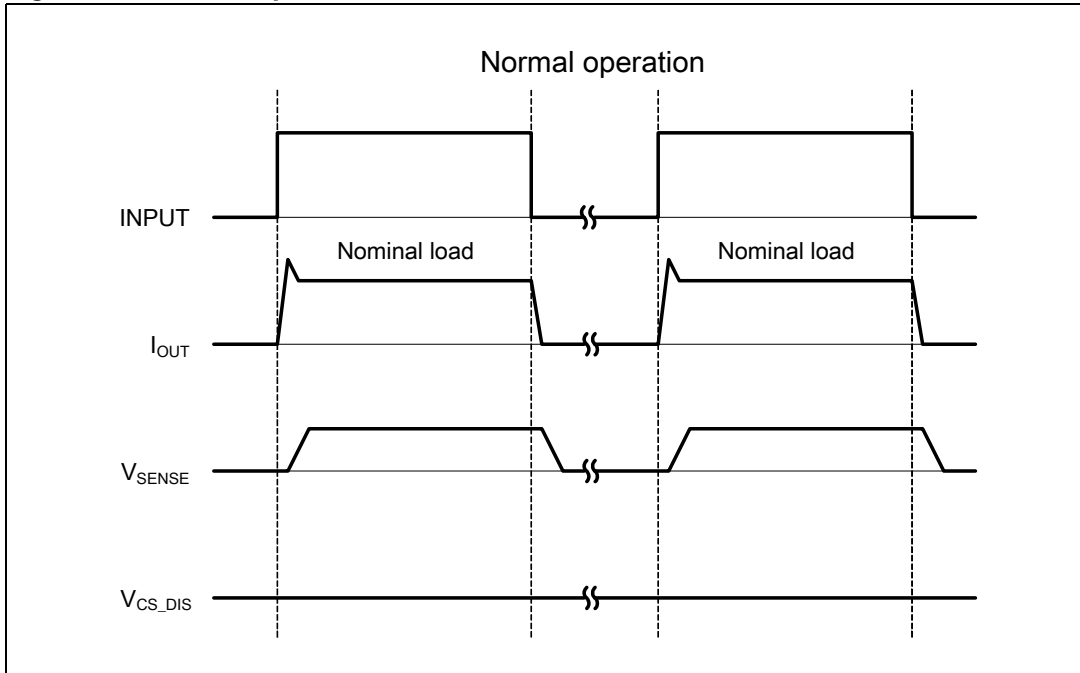 Normal operation
INPUT
Nominal load Nominal load
I_OUT
V_SENSE
V_CS_DIS